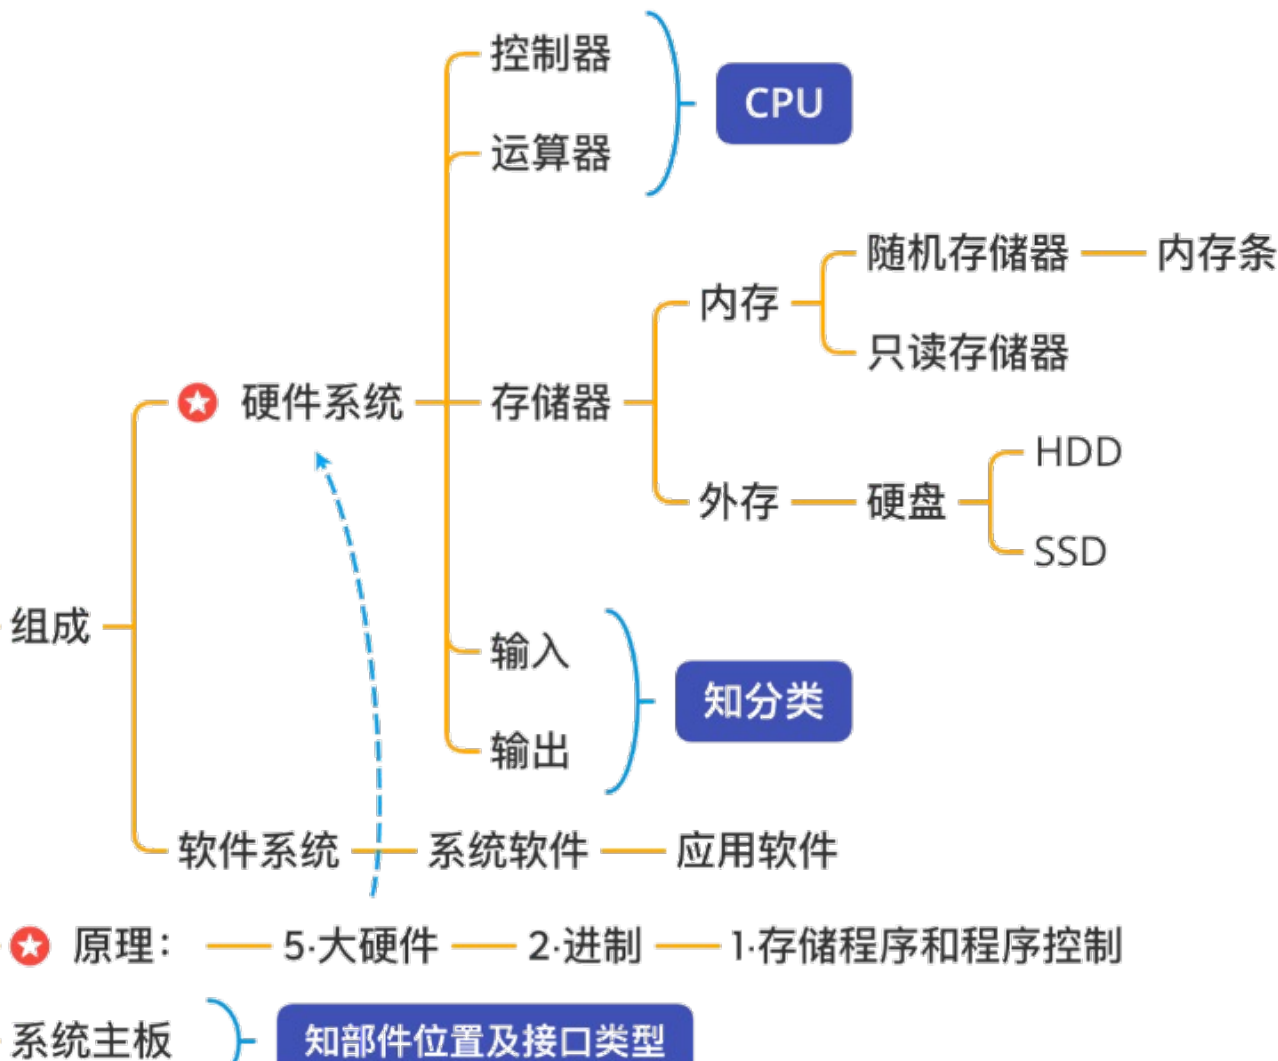 控制器
CPU
运算器
随机存储器
内存条
内存
只读存储器
硬件系统
存储器
HDD
外存
硬盘
SSD
组成
输入
知分类
输出
软件系统
系统软件
应用软件
原理：
5·大硬件
2·进制
1·存储程序和程序控制
系统主板
知部件位置及接口类型